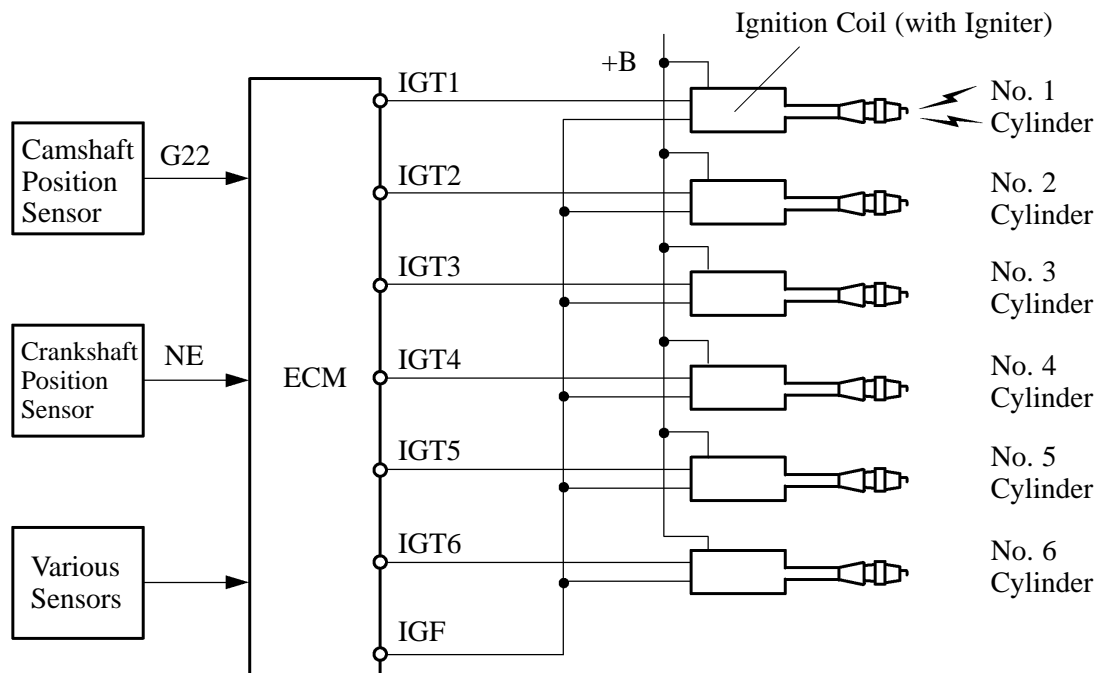 Ignition Coil (with Igniter)
+B
IGT1
No. 1
Cylinder
Camshaft
Position
Sensor
G22
IGT2
No. 2
Cylinder
IGT3
No. 3
Cylinder
Crankshaft
Position
Sensor
NE
ECM
IGT4
No. 4
Cylinder
IGT5
No. 5
Cylinder
Various
Sensors
IGT6
No. 6
Cylinder
IGF